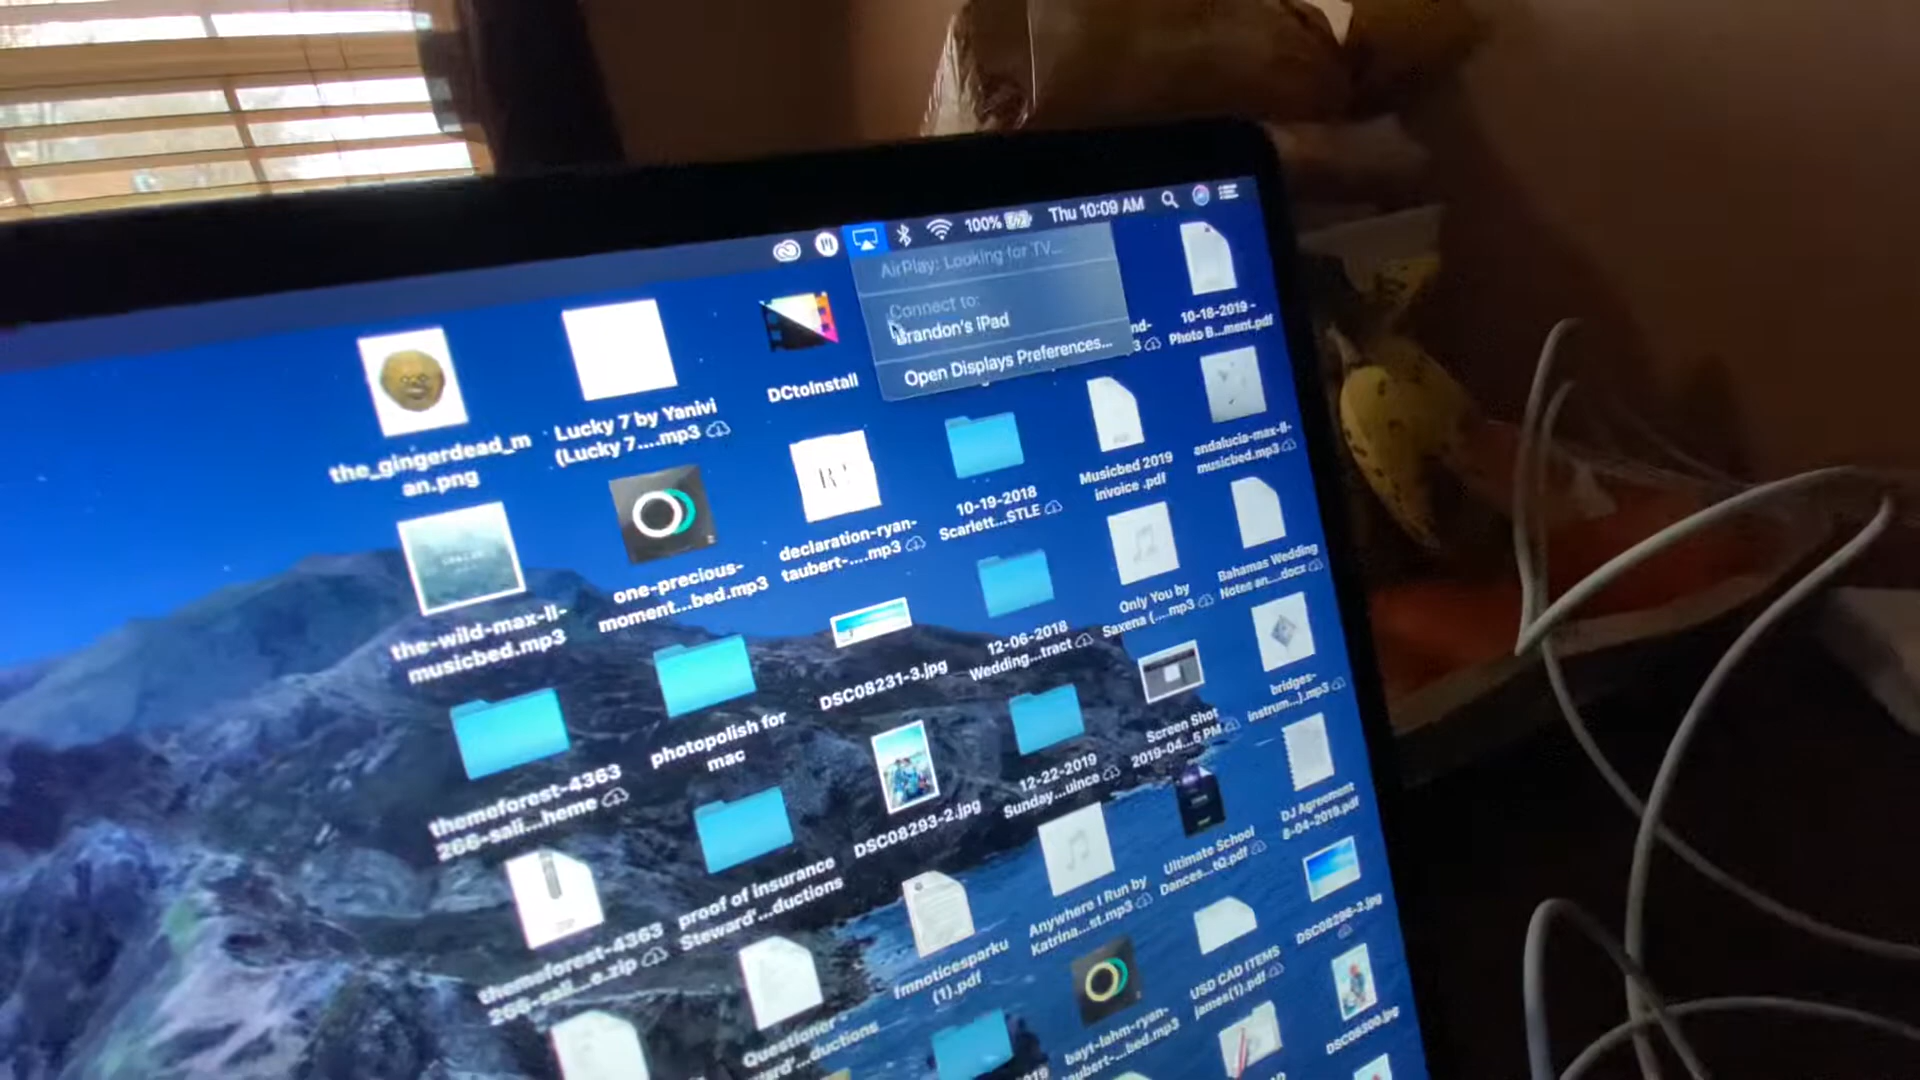 100%
Thu 10:09 AM
AirPlay: Looking for TV...
Connect to:
Brandon's iPad
Open Displays Preferences...
the_gingerdead_m
an.png
Lucky 7 by Yanivi
(Lucky 7....mp3
DCtoInstall
nd-
10-18-2019 -
Photo B...ment.pdf
the-wild-max-ll-
musicbed.mp3
one-precious-
moment...bed.mp3
declaration-ryan-
taubert-....mp3
10-19-2018
Scarlett...STLE
Musicbed 2019
invoice .pdf
andalucia-max-ll-
musicbed.mp3
themeforest-4363
266-sali...heme
photopolish for
mac
DSC08231-3.jpg
12-06-2018
Wedding...tract
Only You by
Saxena (....mp3
Bahamas Wedding
Notes an....docx
themeforest-4363
266-sali...e.zip
proof of insurance
Steward'...ductions
DSC08293-2.jpg
12-22-2019
Sunday...uince
Screen Shot
2019-04...5 PM
bridges-
instrum...].mp3
fmnoticesparku
(1).pdf
Anywhere I Run by
Katrina...st.mp3
Ultimate School
Dances...tQ.pdf
DJ Agreement
8-04-2019.pdf
Questioner -
ductions
bayt-lahm-ryan-
taubert-...bed.mp3
USD CAD ITEMS
james(1).pdf